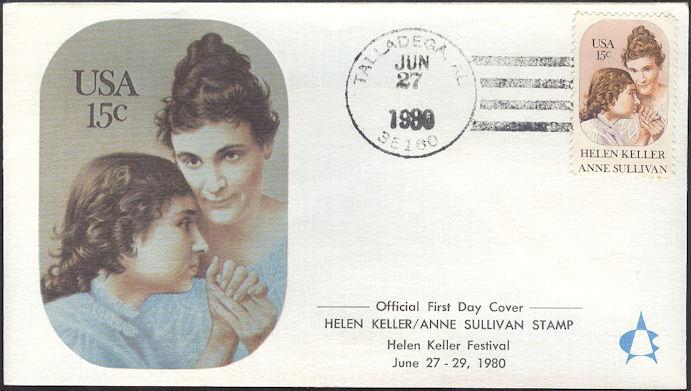 USA
15c
TALLADEGA, AL
JUN
27
1980
35160
USA
15c
HELEN KELLER
ANNE SULLIVAN
Official First Day Cover
HELEN KELLER/ANNE SULLIVAN STAMP
Helen Keller Festival
June 27 - 29, 1980